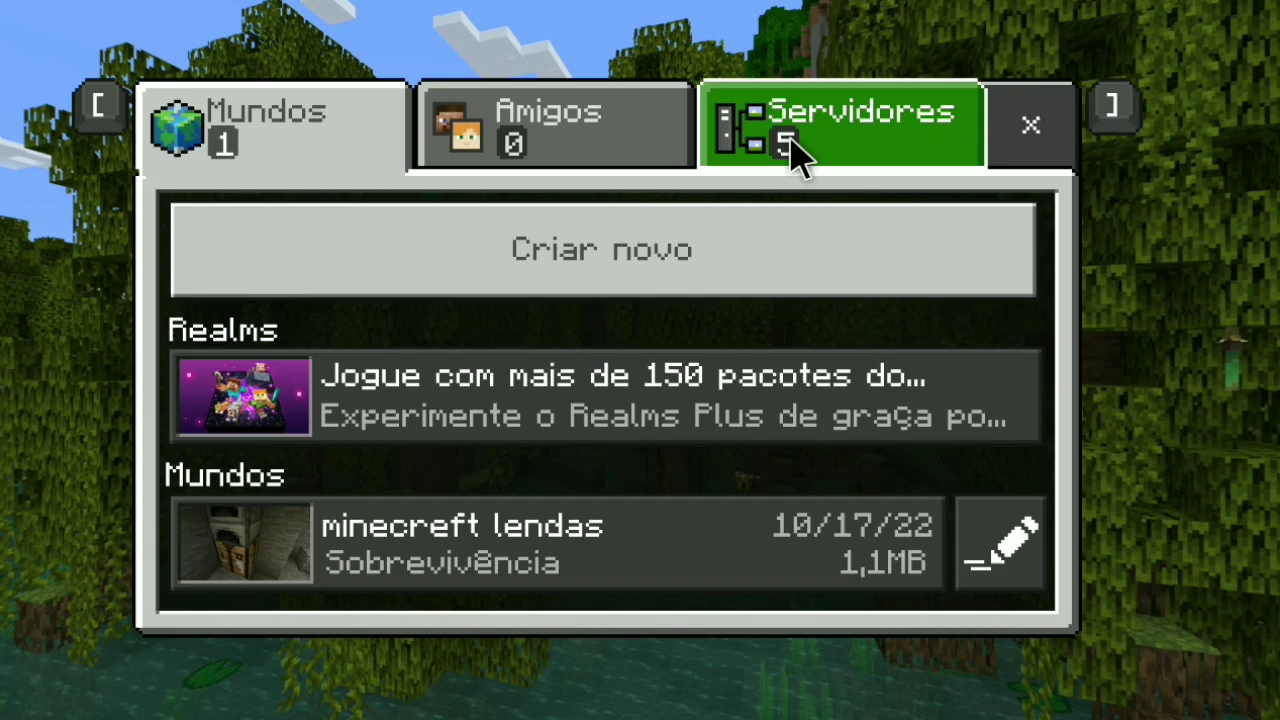 [
Mundos
1
Amigos
0
Servidores
5
X
]
Criar novo
Realms
Jogue com mais de 150 pacotes do...
Experimente o Realms Plus de graça po...
Mundos
minecreft lendas 10/17/22
Sobrevivência 1,1MB